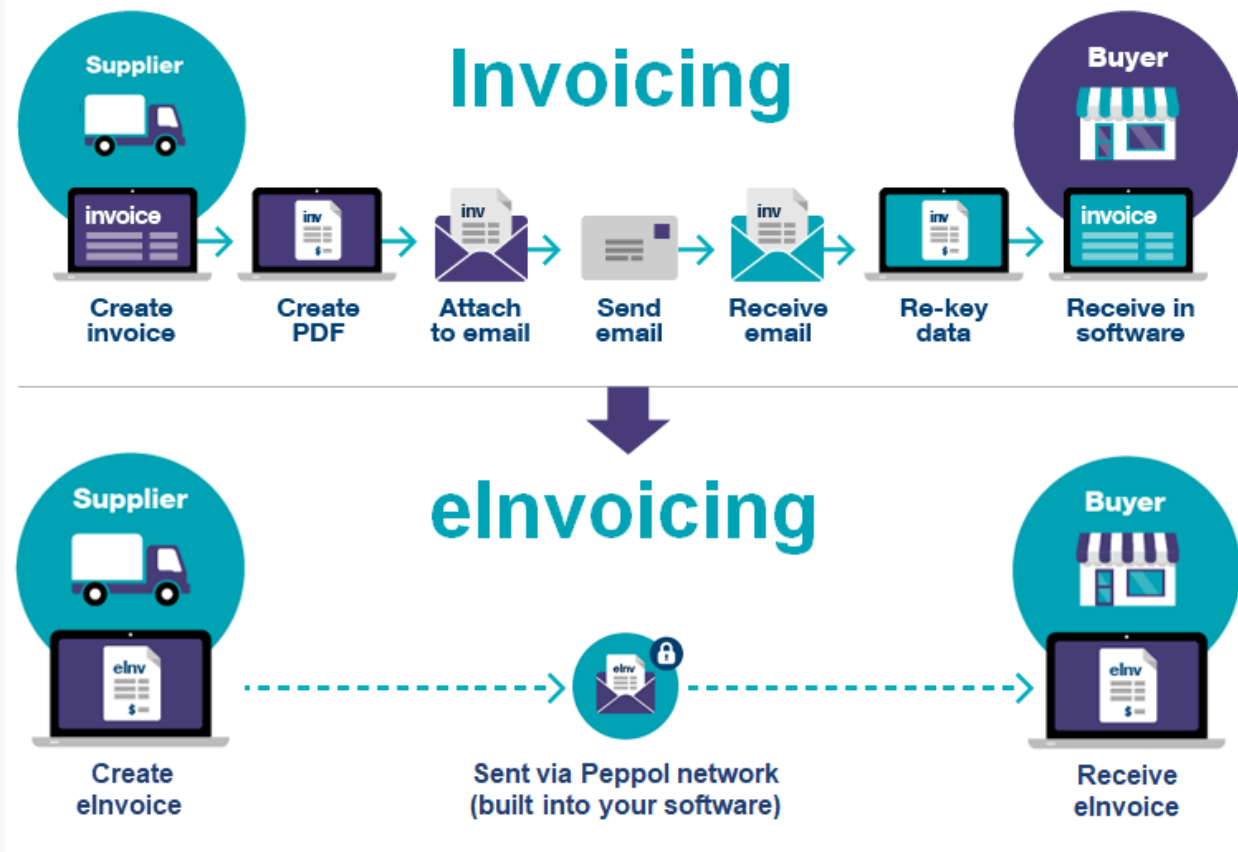 Supplier
Invoicing
Buyer
invoice
inv
$
inv
inv
inv
$
invoice
Create
invoice
Create
PDF
Attach
to email
Send
email
Receive
email
Re-key
data
Receive in
software
Supplier
eInvoicing
Buyer
eInv
$
eInv
eInv
$
Create
eInvoice
Sent via Peppol network
(built into your software)
Receive
eInvoice